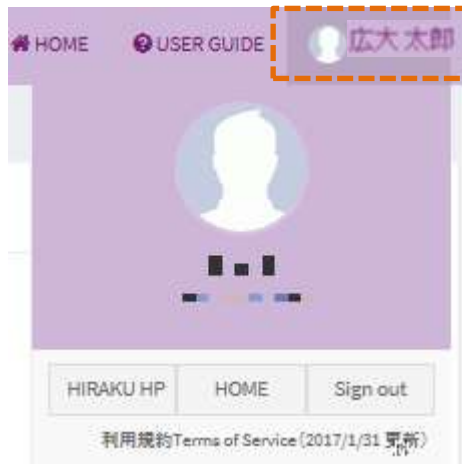 HOME USER GUIDE 広大 太郎
HIRAKU HP HOME Sign out
利用規約Terms of Service（2017/1/31 更新）